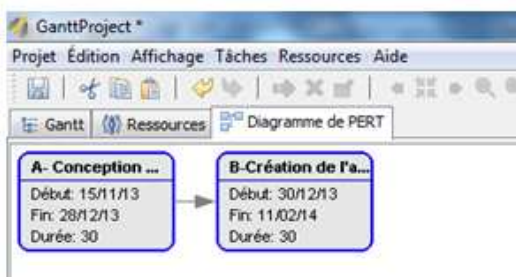 GanttProject *
Projet Édition Affichage Tâches Ressources Aide
Gantt Ressources Diagramme de PERT
A- Conception ...
Début: 15/11/13
Fin: 28/12/13
Durée: 30
B-Création de l'a...
Début: 30/12/13
Fin: 11/02/14
Durée: 30